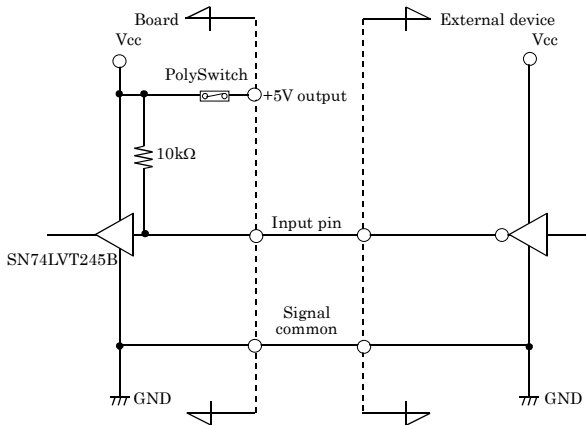 Board
External device
Vcc
Vcc
PolySwitch
+5V output
10kΩ
Input pin
SN74LVT245B
Signal
common
GND
GND